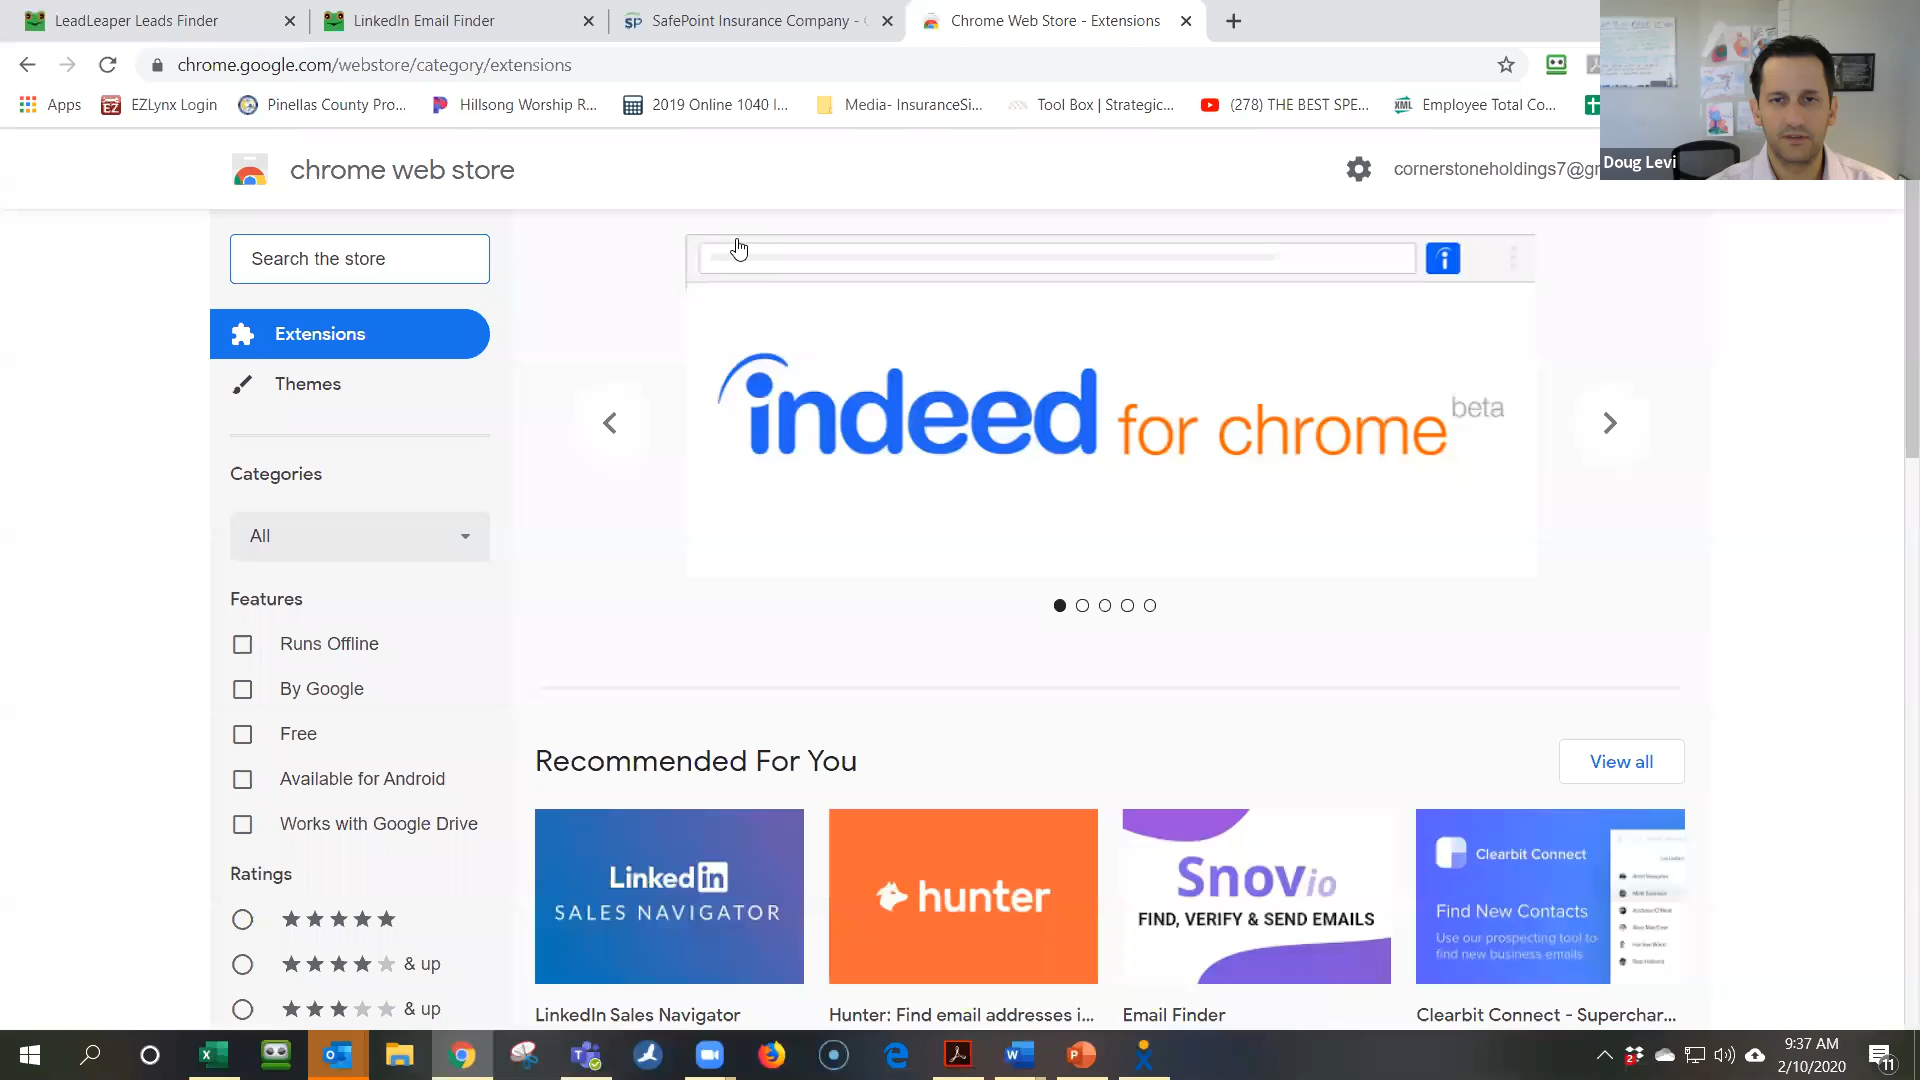 LeadLeaper Leads Finder
LinkedIn Email Finder
SafePoint Insurance Company -
Chrome Web Store - Extensions
chrome.google.com/webstore/category/extensions
Apps
EZLynx Login
Pinellas County Pro...
Hillsong Worship R...
2019 Online 1040 I...
Media- InsuranceSi...
Tool Box | Strategic...
(278) THE BEST SPE...
Employee Total Co...
Doug Levi
chrome web store
cornerstoneholdings7@gr
Search the store
Extensions
Themes
Categories
All
Features
Runs Offline
By Google
Free
Available for Android
Works with Google Drive
Ratings
& up
& up
indeed for chrome beta
Recommended For You
View all
Linked in
SALES NAVIGATOR
hunter
Snovio
FIND, VERIFY & SEND EMAILS
Clearbit Connect
Find New Contacts
Use our prospecting tool to
find new business emails
LinkedIn Sales Navigator
Hunter: Find email addresses i...
Email Finder
Clearbit Connect - Superchar...
9:37 AM
2/10/2020
11